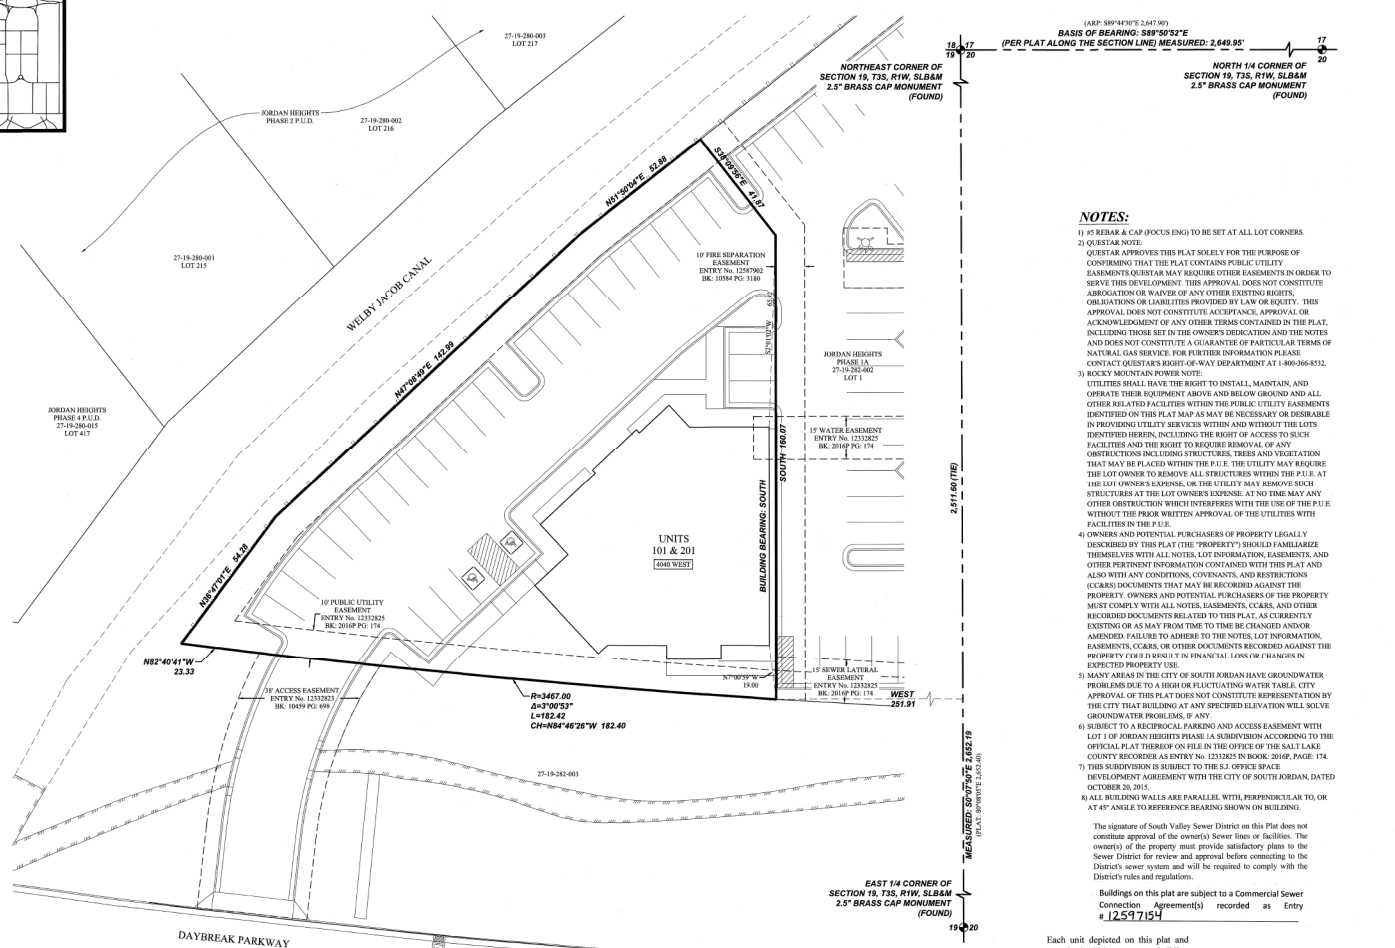 (ARP: S89°44'30"E 2,647.90')
BASIS OF BEARING: S89°50'52"E
(PER PLAT ALONG THE SECTION LINE) MEASURED: 2,649.95'
18 17
19 20
17
20
NORTHEAST CORNER OF
SECTION 19, T3S, R1W, SLB&M
2.5" BRASS CAP MONUMENT
(FOUND)
NORTH 1/4 CORNER OF
SECTION 19, T3S, R1W, SLB&M
2.5" BRASS CAP MONUMENT
(FOUND)
27-19-280-003
LOT 217
JORDAN HEIGHTS
PHASE 2 P.U.D.
27-19-280-002
LOT 216
27-19-280-001
LOT 215
JORDAN HEIGHTS
PHASE 4 P.U.D.
27-19-280-015
LOT 417
WELBY JACOB CANAL
N51°50'04"E 52.88
S38°09'56"E 41.87
N47°08'49"E 142.99
N36°47'01"E 54.28
10' FIRE SEPARATION
EASEMENT
ENTRY No. 12587902
BK: 10584 PG: 3180
JORDAN HEIGHTS
PHASE 1A
27-19-282-002
LOT 1
15' WATER EASEMENT
ENTRY No. 12332825
BK: 2016P PG: 174
SOUTH 160.07
BUILDING BEARING: SOUTH
UNITS
101 & 201
4040 WEST
2,511.60 (TIE)
10' PUBLIC UTILITY
EASEMENT
ENTRY No. 12332825
BK: 2016P PG: 174
N82°40'41"W
23.33
38' ACCESS EASEMENT
ENTRY No. 12332823
BK: 10459 PG: 698
R=3467.00
Δ=3°00'53"
L=182.42
CH=N84°46'26"W 182.40
N7°00'59"W
19.00
15' SEWER LATERAL
EASEMENT
ENTRY No. 12332825
BK: 2016P PG: 174
WEST
251.91
27-19-282-003
MEASURED: S0°07'50"E 2,652.19
(PLAT: S0°08'05"E 2,652.40)
EAST 1/4 CORNER OF
SECTION 19, T3S, R1W, SLB&M
2.5" BRASS CAP MONUMENT
(FOUND)
19 20
DAYBREAK PARKWAY
NOTES:
1) #5 REBAR & CAP (FOCUS ENG) TO BE SET AT ALL LOT CORNERS.
2) QUESTAR NOTE:
QUESTAR APPROVES THIS PLAT SOLELY FOR THE PURPOSE OF
CONFIRMING THAT THE PLAT CONTAINS PUBLIC UTILITY
EASEMENTS.QUESTAR MAY REQUIRE OTHER EASEMENTS IN ORDER TO
SERVE THIS DEVELOPMENT. THIS APPROVAL DOES NOT CONSTITUTE
ABROGATION OR WAIVER OF ANY OTHER EXISTING RIGHTS,
OBLIGATIONS OR LIABILITIES PROVIDED BY LAW OR EQUITY. THIS
APPROVAL DOES NOT CONSTITUTE ACCEPTANCE, APPROVAL OR
ACKNOWLEDGMENT OF ANY OTHER TERMS CONTAINED IN THE PLAT,
INCLUDING THOSE SET IN THE OWNER'S DEDICATION AND THE NOTES
AND DOES NOT CONSTITUTE A GUARANTEE OF PARTICULAR TERMS OF
NATURAL GAS SERVICE. FOR FURTHER INFORMATION PLEASE
CONTACT QUESTAR'S RIGHT-OF-WAY DEPARTMENT AT 1-800-366-8532.
3) ROCKY MOUNTAIN POWER NOTE:
UTILITIES SHALL HAVE THE RIGHT TO INSTALL, MAINTAIN, AND
OPERATE THEIR EQUIPMENT ABOVE AND BELOW GROUND AND ALL
OTHER RELATED FACILITIES WITHIN THE PUBLIC UTILITY EASEMENTS
IDENTIFIED ON THIS PLAT MAP AS MAY BE NECESSARY OR DESIRABLE
IN PROVIDING UTILITY SERVICES WITHIN AND WITHOUT THE LOTS
IDENTIFIED HEREIN, INCLUDING THE RIGHT OF ACCESS TO SUCH
FACILITIES AND THE RIGHT TO REQUIRE REMOVAL OF ANY
OBSTRUCTIONS INCLUDING STRUCTURES, TREES AND VEGETATION
THAT MAY BE PLACED WITHIN THE P.U.E. THE UTILITY MAY REQUIRE
THE LOT OWNER TO REMOVE ALL STRUCTURES WITHIN THE P.U.E. AT
THE LOT OWNER'S EXPENSE, OR THE UTILITY MAY REMOVE SUCH
STRUCTURES AT THE LOT OWNER'S EXPENSE. AT NO TIME MAY ANY
OTHER OBSTRUCTION WHICH INTERFERES WITH THE USE OF THE P.U.E.
WITHOUT THE PRIOR WRITTEN APPROVAL OF THE UTILITIES WITH
FACILITIES IN THE P.U.E.
4) OWNERS AND POTENTIAL PURCHASERS OF PROPERTY LEGALLY
DESCRIBED BY THIS PLAT (THE "PROPERTY") SHOULD FAMILIARIZE
THEMSELVES WITH ALL NOTES, LOT INFORMATION, EASEMENTS, AND
OTHER PERTINENT INFORMATION CONTAINED WITH THIS PLAT AND
ALSO WITH ANY CONDITIONS, COVENANTS, AND RESTRICTIONS
(CC&RS) DOCUMENTS THAT MAY BE RECORDED AGAINST THE
PROPERTY. OWNERS AND POTENTIAL PURCHASERS OF THE PROPERTY
MUST COMPLY WITH ALL NOTES, EASEMENTS, CC&RS, AND OTHER
RECORDED DOCUMENTS RELATED TO THIS PLAT, AS CURRENTLY
EXISTING OR AS MAY FROM TIME TO TIME BE CHANGED AND/OR
AMENDED. FAILURE TO ADHERE TO THE NOTES, LOT INFORMATION,
EASEMENTS, CC&RS, OR OTHER DOCUMENTS RECORDED AGAINST THE
PROPERTY COULD RESULT IN FINANCIAL LOSS OR CHANGES IN
EXPECTED PROPERTY USE.
5) MANY AREAS IN THE CITY OF SOUTH JORDAN HAVE GROUNDWATER
PROBLEMS DUE TO A HIGH OR FLUCTUATING WATER TABLE. CITY
APPROVAL OF THIS PLAT DOES NOT CONSTITUTE REPRESENTATION BY
THE CITY THAT BUILDING AT ANY SPECIFIED ELEVATION WILL SOLVE
GROUNDWATER PROBLEMS, IF ANY.
6) SUBJECT TO A RECIPROCAL PARKING AND ACCESS EASEMENT WITH
LOT 1 OF JORDAN HEIGHTS PHASE 1A SUBDIVISION ACCORDING TO THE
OFFICIAL PLAT THEREOF ON FILE IN THE OFFICE OF THE SALT LAKE
COUNTY RECORDER AS ENTRY No. 12332825 IN BOOK: 2016P, PAGE: 174.
7) THIS SUBDIVISION IS SUBJECT TO THE S.J. OFFICE SPACE
DEVELOPMENT AGREEMENT WITH THE CITY OF SOUTH JORDAN, DATED
OCTOBER 20, 2015.
8) ALL BUILDING WALLS ARE PARALLEL WITH, PERPENDICULAR TO, OR
AT 45° ANGLE TO REFERENCE BEARING SHOWN ON BUILDING.
The signature of South Valley Sewer District on this Plat does not
constitute approval of the owner(s) Sewer lines or facilities. The
owner(s) of the property must provide satisfactory plans to the
Sewer District for review and approval before connecting to the
District's sewer system and will be required to comply with the
District's rules and regulations.
Buildings on this plat are subject to a Commercial Sewer
Connection Agreement(s) recorded as Entry
# 12597154
Each unit depicted on this plat and